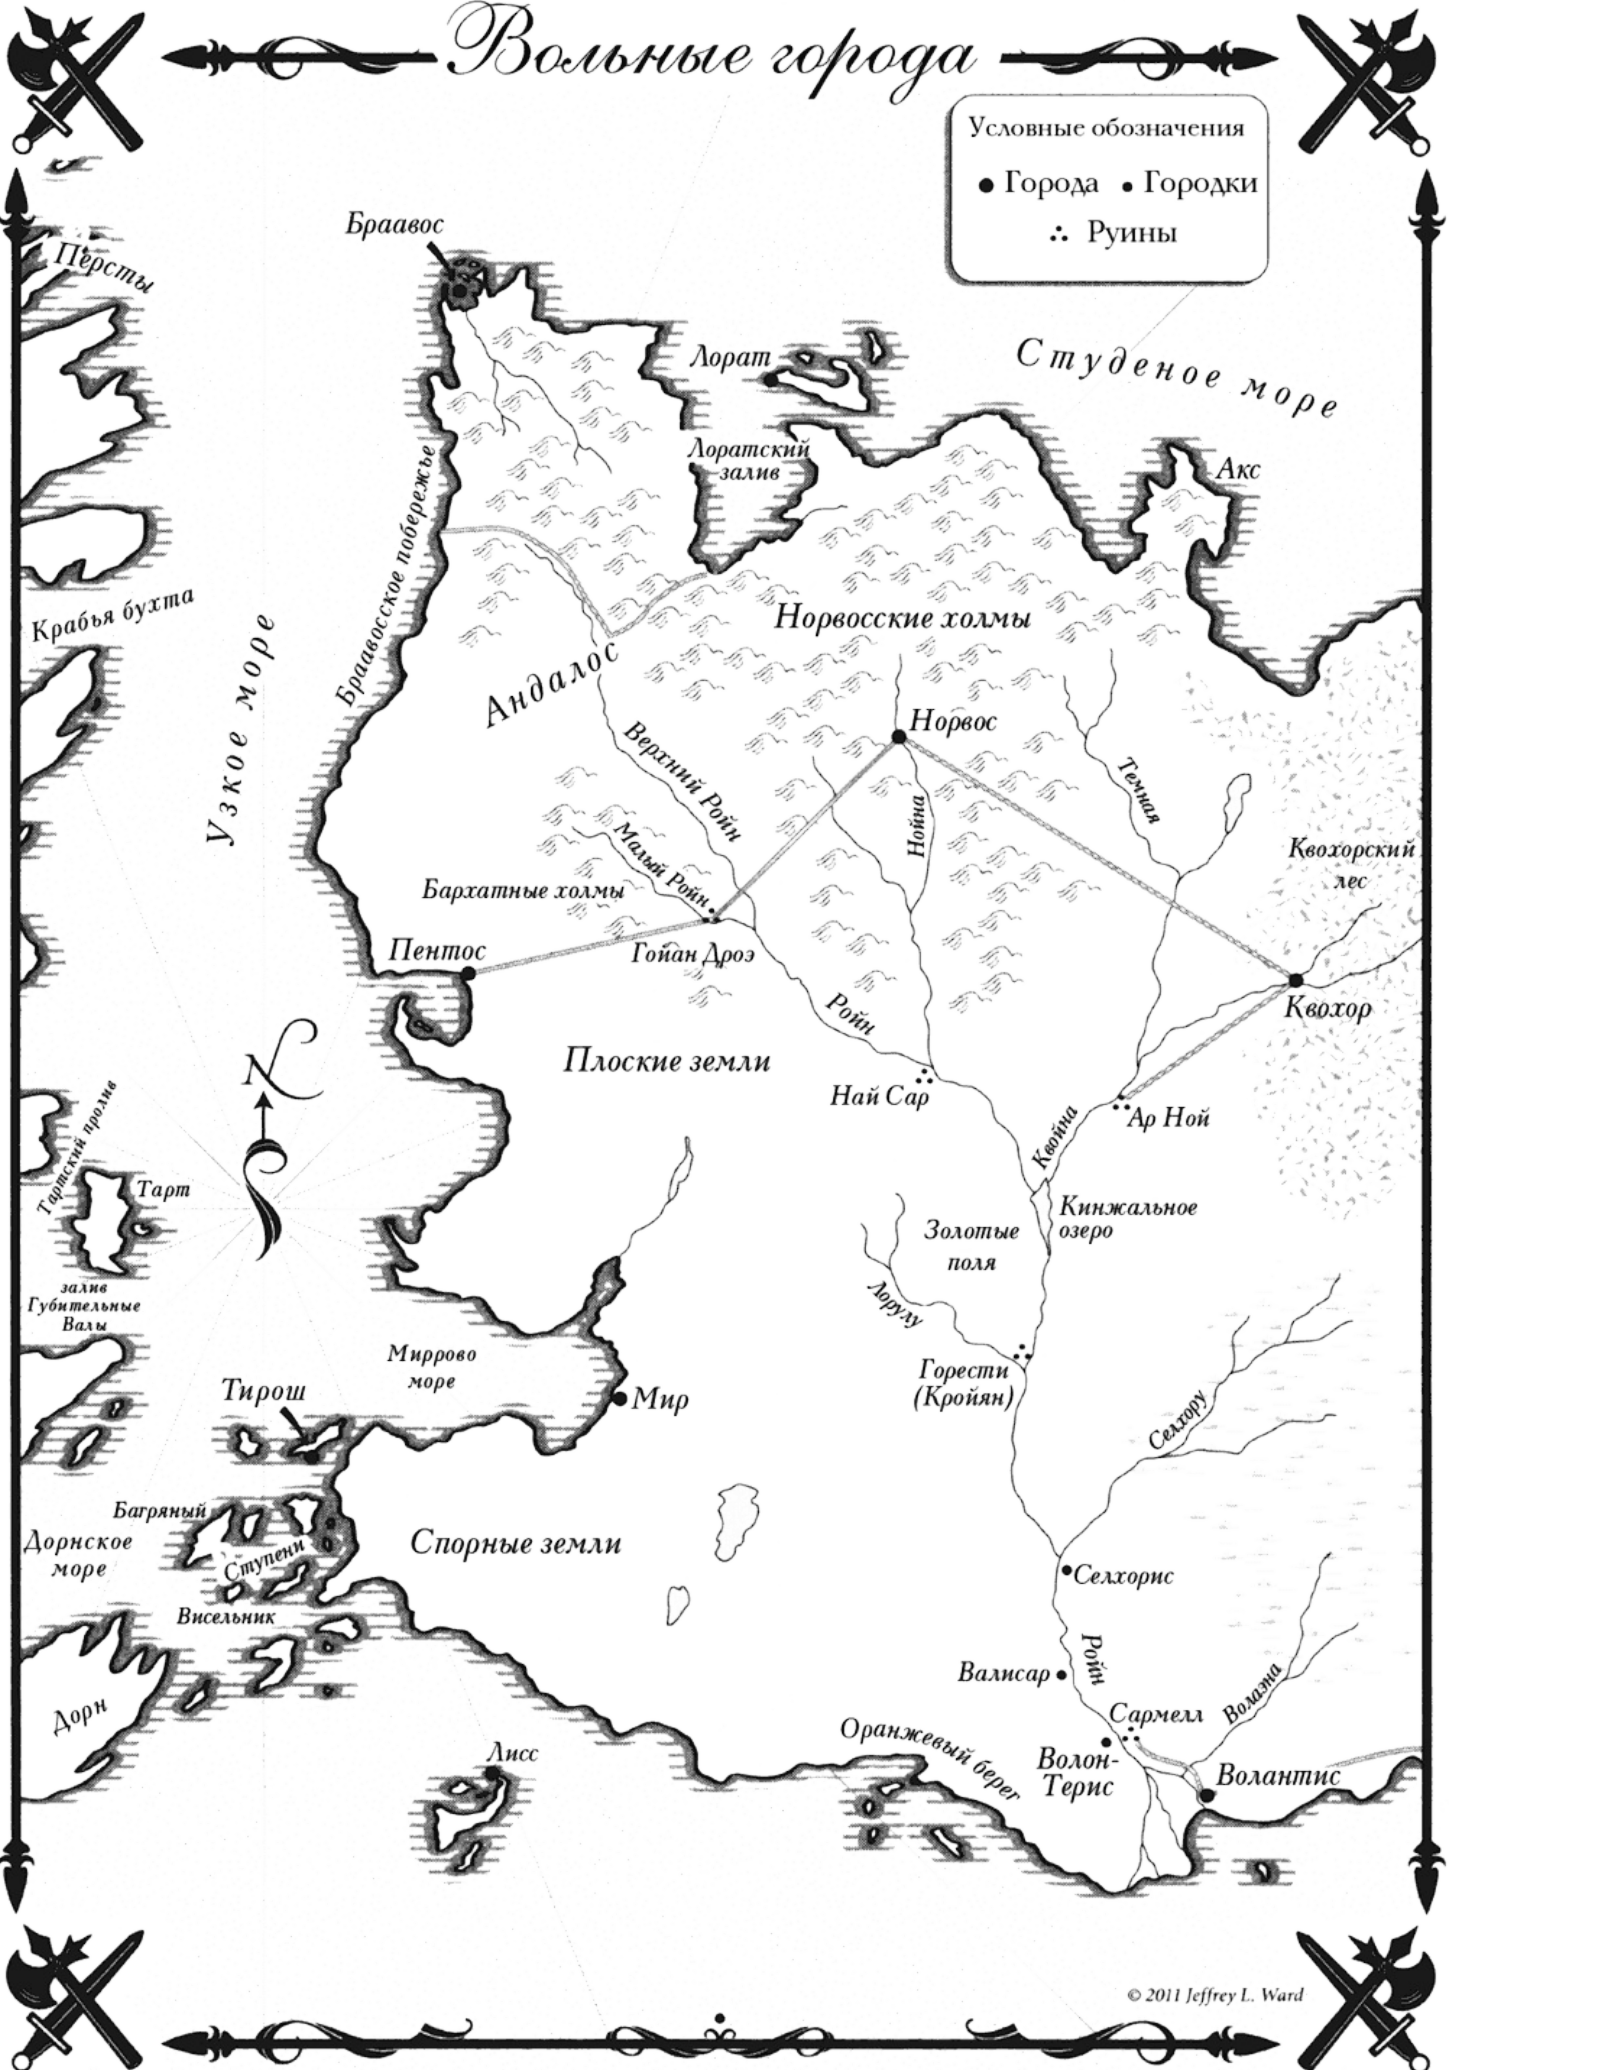 Вольные города
Условные обозначения
Города
Городки
Руины
Браавос
Персты
Лорат
Студеное море
Лоратский
залив
Акс
Браавосское побережье
Крабья бухта
Узкое море
Норвосские холмы
Андалос
Норвос
Верхний Ройн
Темная
Нойна
Малый Ройн
Квохорский
лес
Бархатные холмы
Пентос
Гойан Дроэ
Квохор
Ройн
Плоские земли
Най Сар
Ар Ной
Квойна
N
Тартский пролив
Тарт
Кинжальное
озеро
Золотые
поля
залив
Губительные
Валы
Лорулу
Миррово
море
Горести
(Кройян)
Тирош
Мир
Селхору
Багряный
Дорнское
море
Ступени
Спорные земли
Селхорис
Висельник
Ройн
Валисар
Волаэна
Дорн
Сармелл
Оранжевый берег
Лисс
Волон-
Терис
Волантис
© 2011 Jeffrey L. Ward